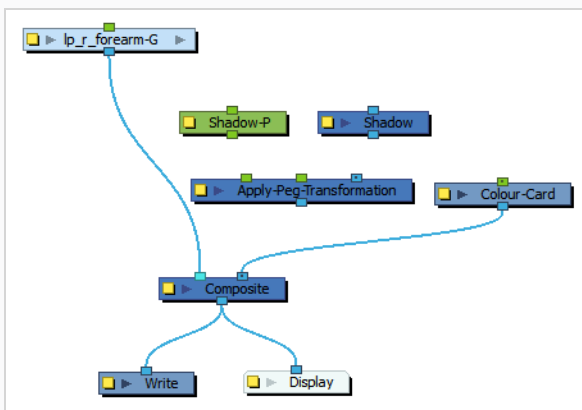 lp_r_forearm-G
Shadow-P
Shadow
Apply-Peg-Transformation
Colour-Card
Composite
Write
Display